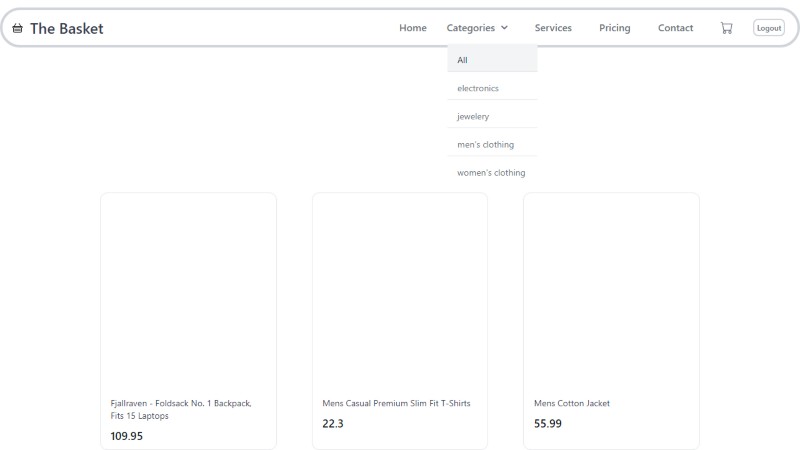 The Basket
Home
Categories
Services
Pricing
Contact
Logout
All
electronics
jewelery
men's clothing
women's clothing
Fjallraven - Foldsack No. 1 Backpack,
Fits 15 Laptops
109.95
Mens Casual Premium Slim Fit T-Shirts
22.3
Mens Cotton Jacket
55.99